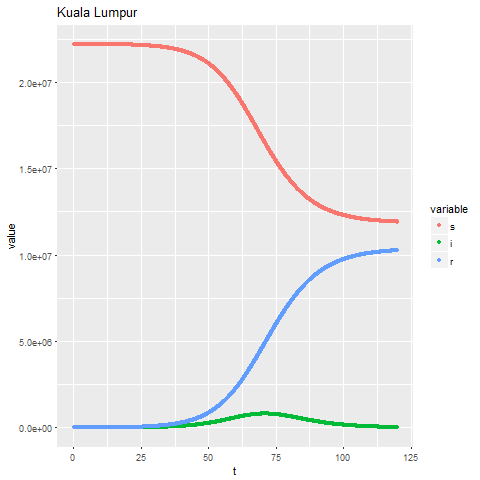 Kuala Lumpur
value
2.0e+07
1.5e+07
1.0e+07
5.0e+06
0.0e+00
0
25
50
75
100
125
t
variable
s
i
r